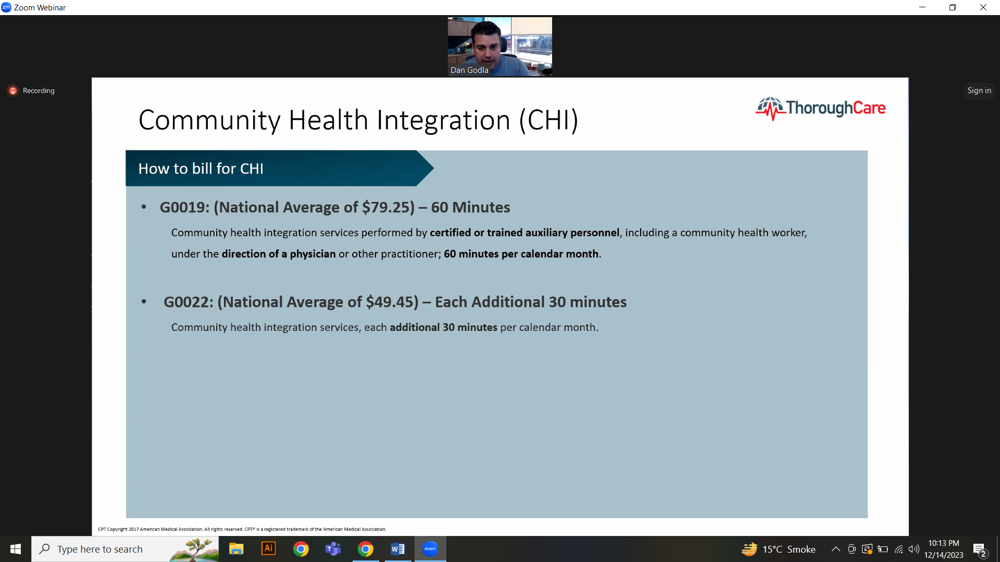 Zoom Webinar
Dan Godla
Recording
Sign in
ThoroughCare
Community Health Integration (CHI)
How to bill for CHI
• G0019: (National Average of $79.25) – 60 Minutes
Community health integration services performed by certified or trained auxiliary personnel, including a community health worker,
under the direction of a physician or other practitioner; 60 minutes per calendar month.
• G0022: (National Average of $49.45) – Each Additional 30 minutes
Community health integration services, each additional 30 minutes per calendar month.
CPT Copyright 2017 American Medical Association. All rights reserved. CPT® is a registered trademark of the American Medical Association.
Type here to search
Ai
zoom
15°C Smoke
10:13 PM
12/14/2023
2